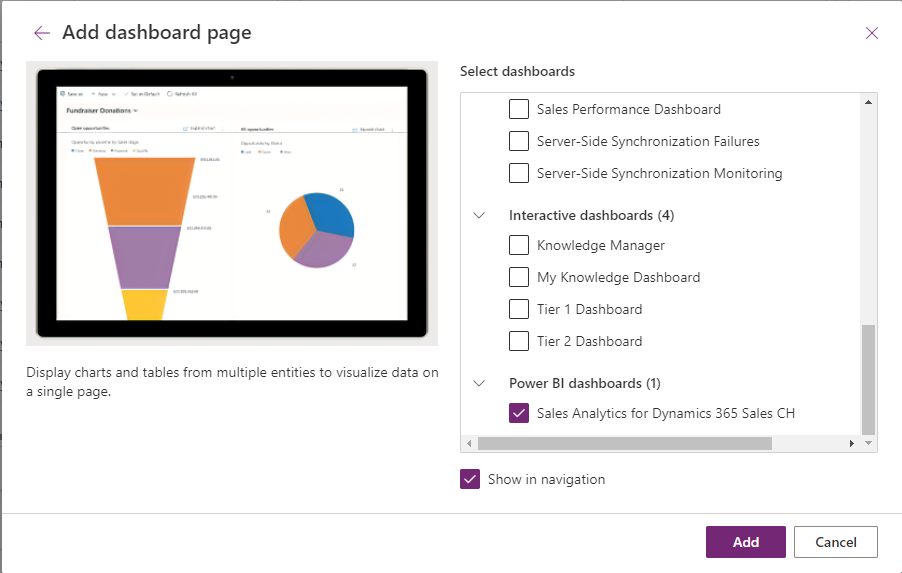 Add dashboard page
Fundraiser Donations
Display charts and tables from multiple entities to visualize data on
a single page.
Select dashboards
Sales Performance Dashboard
Server-Side Synchronization Failures
Server-Side Synchronization Monitoring
Interactive dashboards (4)
Knowledge Manager
My Knowledge Dashboard
Tier 1 Dashboard
Tier 2 Dashboard
Power BI dashboards (1)
Sales Analytics for Dynamics 365 Sales CH
Show in navigation
Add
Cancel